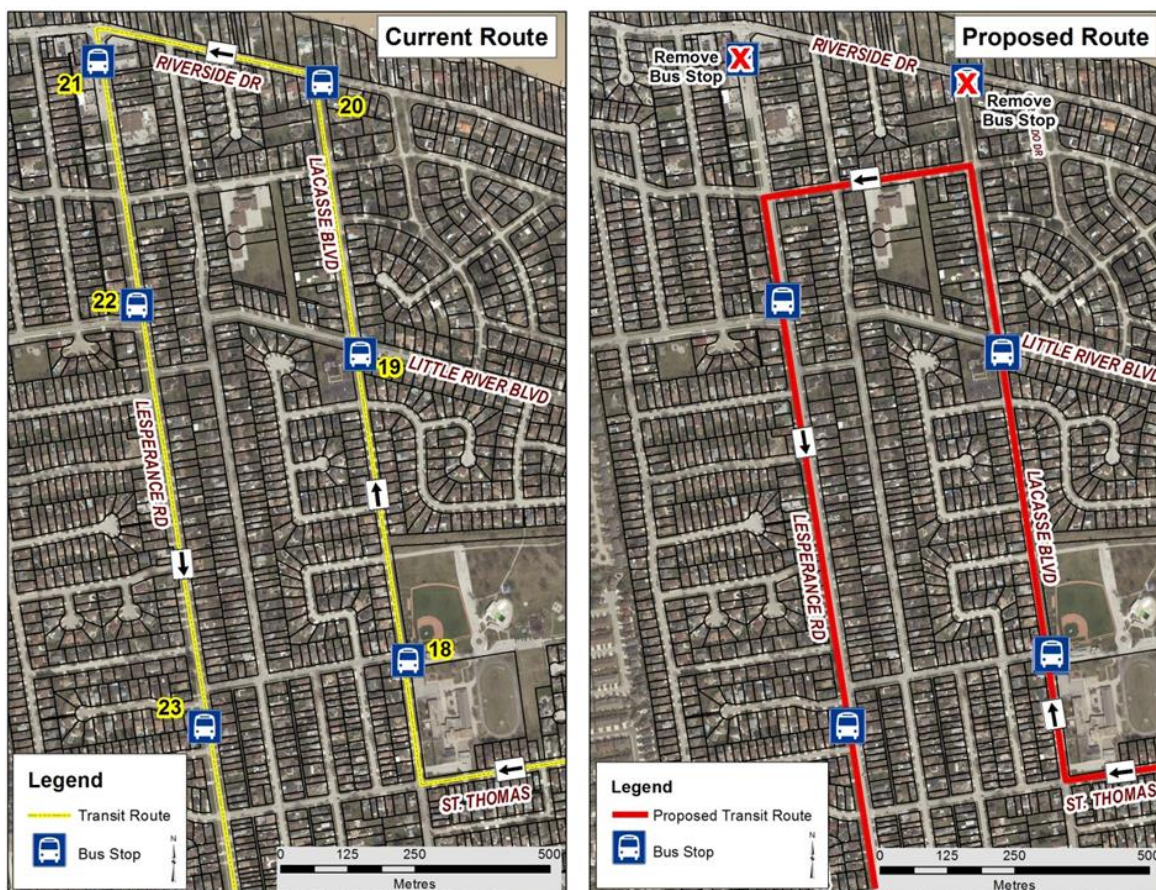 Current Route
21
RIVERSIDE DR
20
LACASSE BLVD
22
19
LITTLE RIVER BLVD
LESPERANCE RD
18
23
ST. THOMAS
Legend
Transit Route
Bus Stop
N
0 125 250 500
Metres
Proposed Route
Remove
Bus Stop
RIVERSIDE DR
X
X
Remove
Bus Stop
DO DR
LITTLE RIVER BLVD
LACASSE BLVD
LESPERANCE RD
ST. THOMAS
Legend
Proposed Transit Route
Bus Stop
N
0 125 250 500
Metres